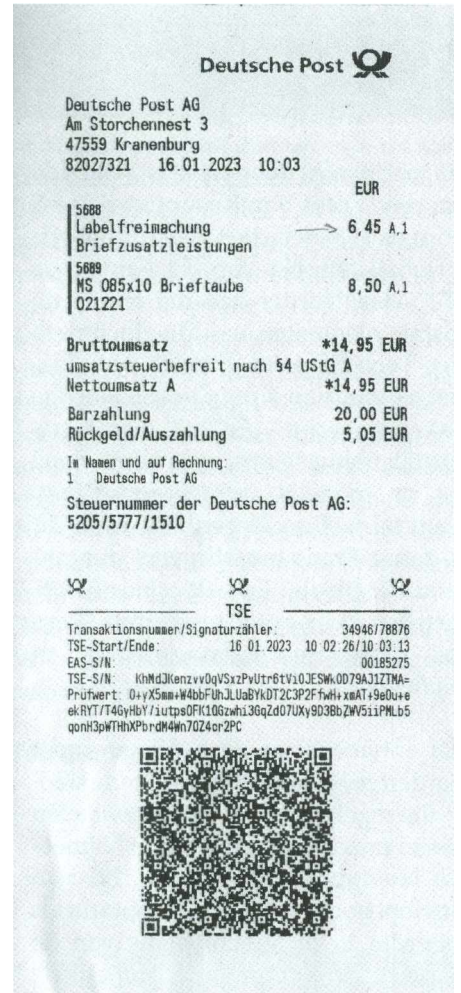 Deutsche Post
Deutsche Post AG
Am Storchennest 3
47559 Kranenburg
82027321 16.01.2023 10:03
EUR
5688
Labelfreimachung 6,45 A,1
Briefzusatzleistungen
5689
MS 085x10 Brieftaube 8,50 A,1
021221
Bruttoumsatz *14,95 EUR
umsatzsteuerbefreit nach §4 UStG A
Nettoumsatz A *14,95 EUR
Barzahlung 20,00 EUR
Rückgeld/Auszahlung 5,05 EUR
Im Namen und auf Rechnung:
1 Deutsche Post AG
Steuernummer der Deutsche Post AG:
5205/5777/1510
TSE
Transaktionsnummer/Signaturzähler: 34946/78876
TSE-Start/Ende: 16.01.2023 10:02:26/10:03:13
EAS-S/N: 00185275
TSE-S/N: KhMdJKenzvvOqVSxzPvUtr6tViOJESWkOD79AJ1ZTMA=
Prüfwert: O+yX5mm+W4bbFUhJLUaBYkDT2C3P2FfwH+xmAT+9eOu+e
ekRYT/T4GyHbY/iutpsOFK1QGzwhi3GqZd07UXy9D3BbZWV5iiPMLb5
qonH3pWTHhXPbrdM4Wn7OZ4or2PC